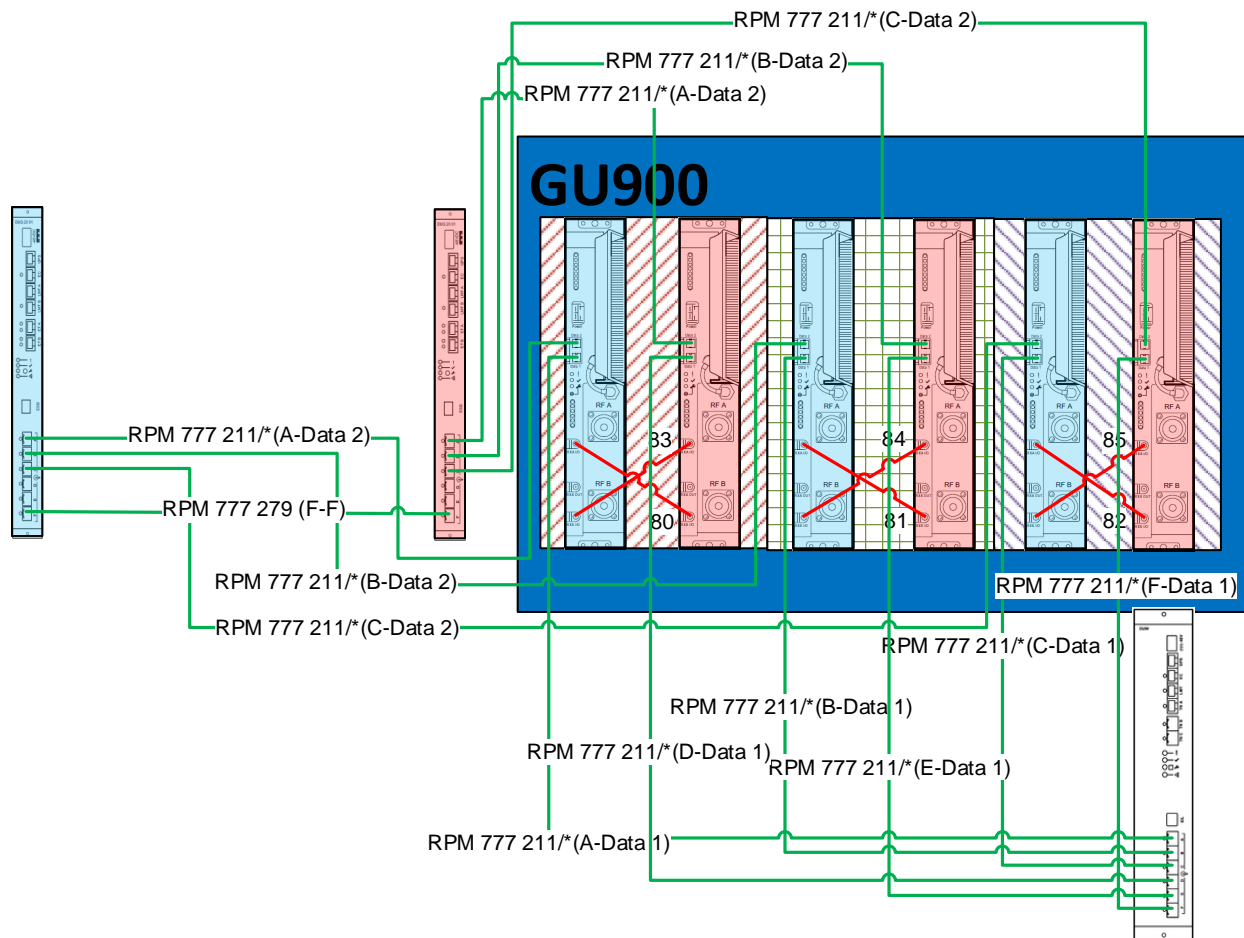 RPM 777 211/*(C-Data 2)
RPM 777 211/*(B-Data 2)
RPM 777 211/*(A-Data 2)
GU900
RF A
RF A
RF A
RF A
RF A
RF A
RPM 777 211/*(A-Data 2)
83
84
85
RF B
RF B
RF B
RF B
RF B
RF B
RPM 777 279 (F-F)
80
81
82
RPM 777 211/*(B-Data 2)
RPM 777 211/*(F-Data 1)
RPM 777 211/*(C-Data 2)
RPM 777 211/*(C-Data 1)
RPM 777 211/*(B-Data 1)
RPM 777 211/*(D-Data 1)
RPM 777 211/*(E-Data 1)
RPM 777 211/*(A-Data 1)